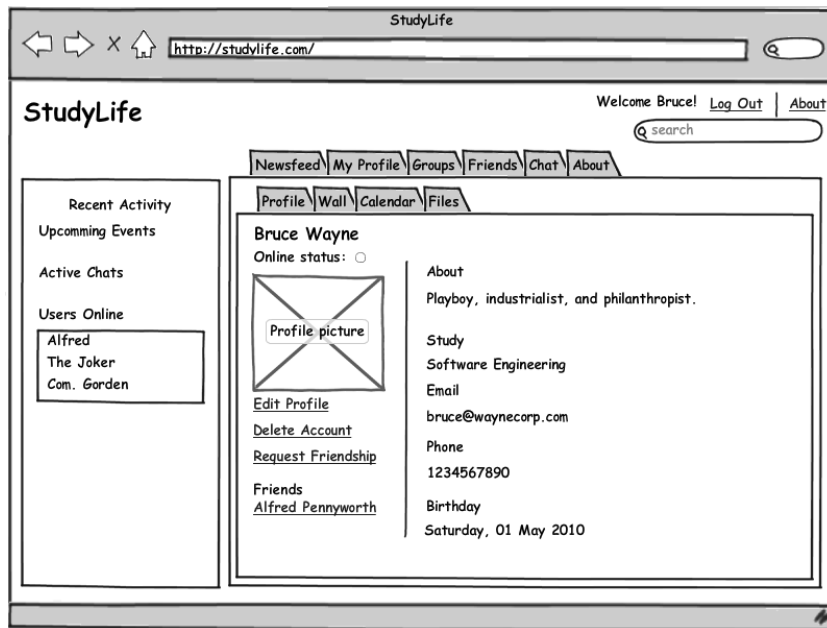 StudyLife
http://studylife.com/
StudyLife
Welcome Bruce! Log Out About
search
Newsfeed My Profile Groups Friends Chat About
Recent Activity
Upcomming Events
Active Chats
Users Online
Alfred
The Joker
Com. Gorden
Profile Wall Calendar Files
Bruce Wayne
Online status:
Profile picture
Edit Profile
Delete Account
Request Friendship
Friends
Alfred Pennyworth
About
Playboy, industrialist, and philanthropist.
Study
Software Engineering
Email
bruce@waynecorp.com
Phone
1234567890
Birthday
Saturday, 01 May 2010